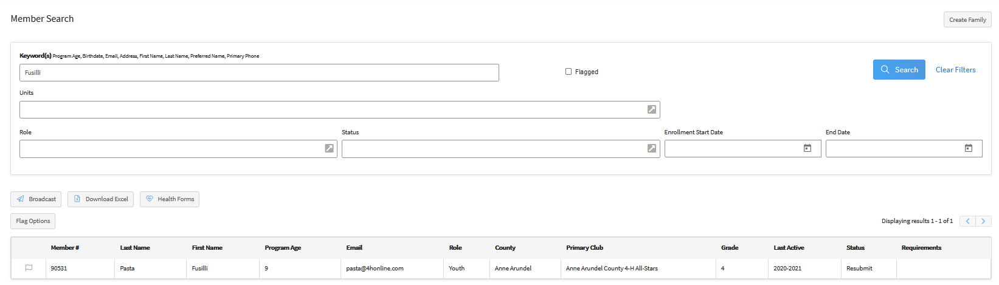 Member Search
Create Family
Keyword(s) Program Age, Birthdate, Email, Address, First Name, Last Name, Preferred Name, Primary Phone
Fusilli
Flagged
Search
Clear Filters
Units
Role
Status
Enrollment Start Date
End Date
Broadcast
Download Excel
Health Forms
Flag Options
Displaying results 1 - 1 of 1
Member # Last Name First Name Program Age Email Role County Primary Club Grade Last Active Status Requirements
90531 Pasta Fusilli 9 pasta@4honline.com Youth Anne Arundel Anne Arundel County 4-H All-Stars 4 2020-2021 Resubmit